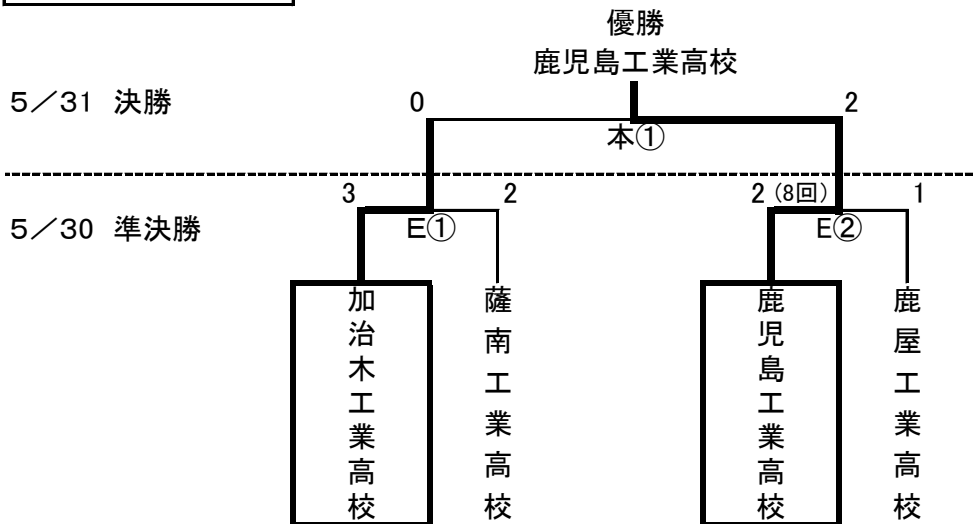 優勝
鹿児島工業高校
5／31 決勝
0
2
本①
3
2
2 (8回)
1
5／30 準決勝
E①
E②
加治木工業高校
薩南工業高校
鹿児島工業高校
鹿屋工業高校